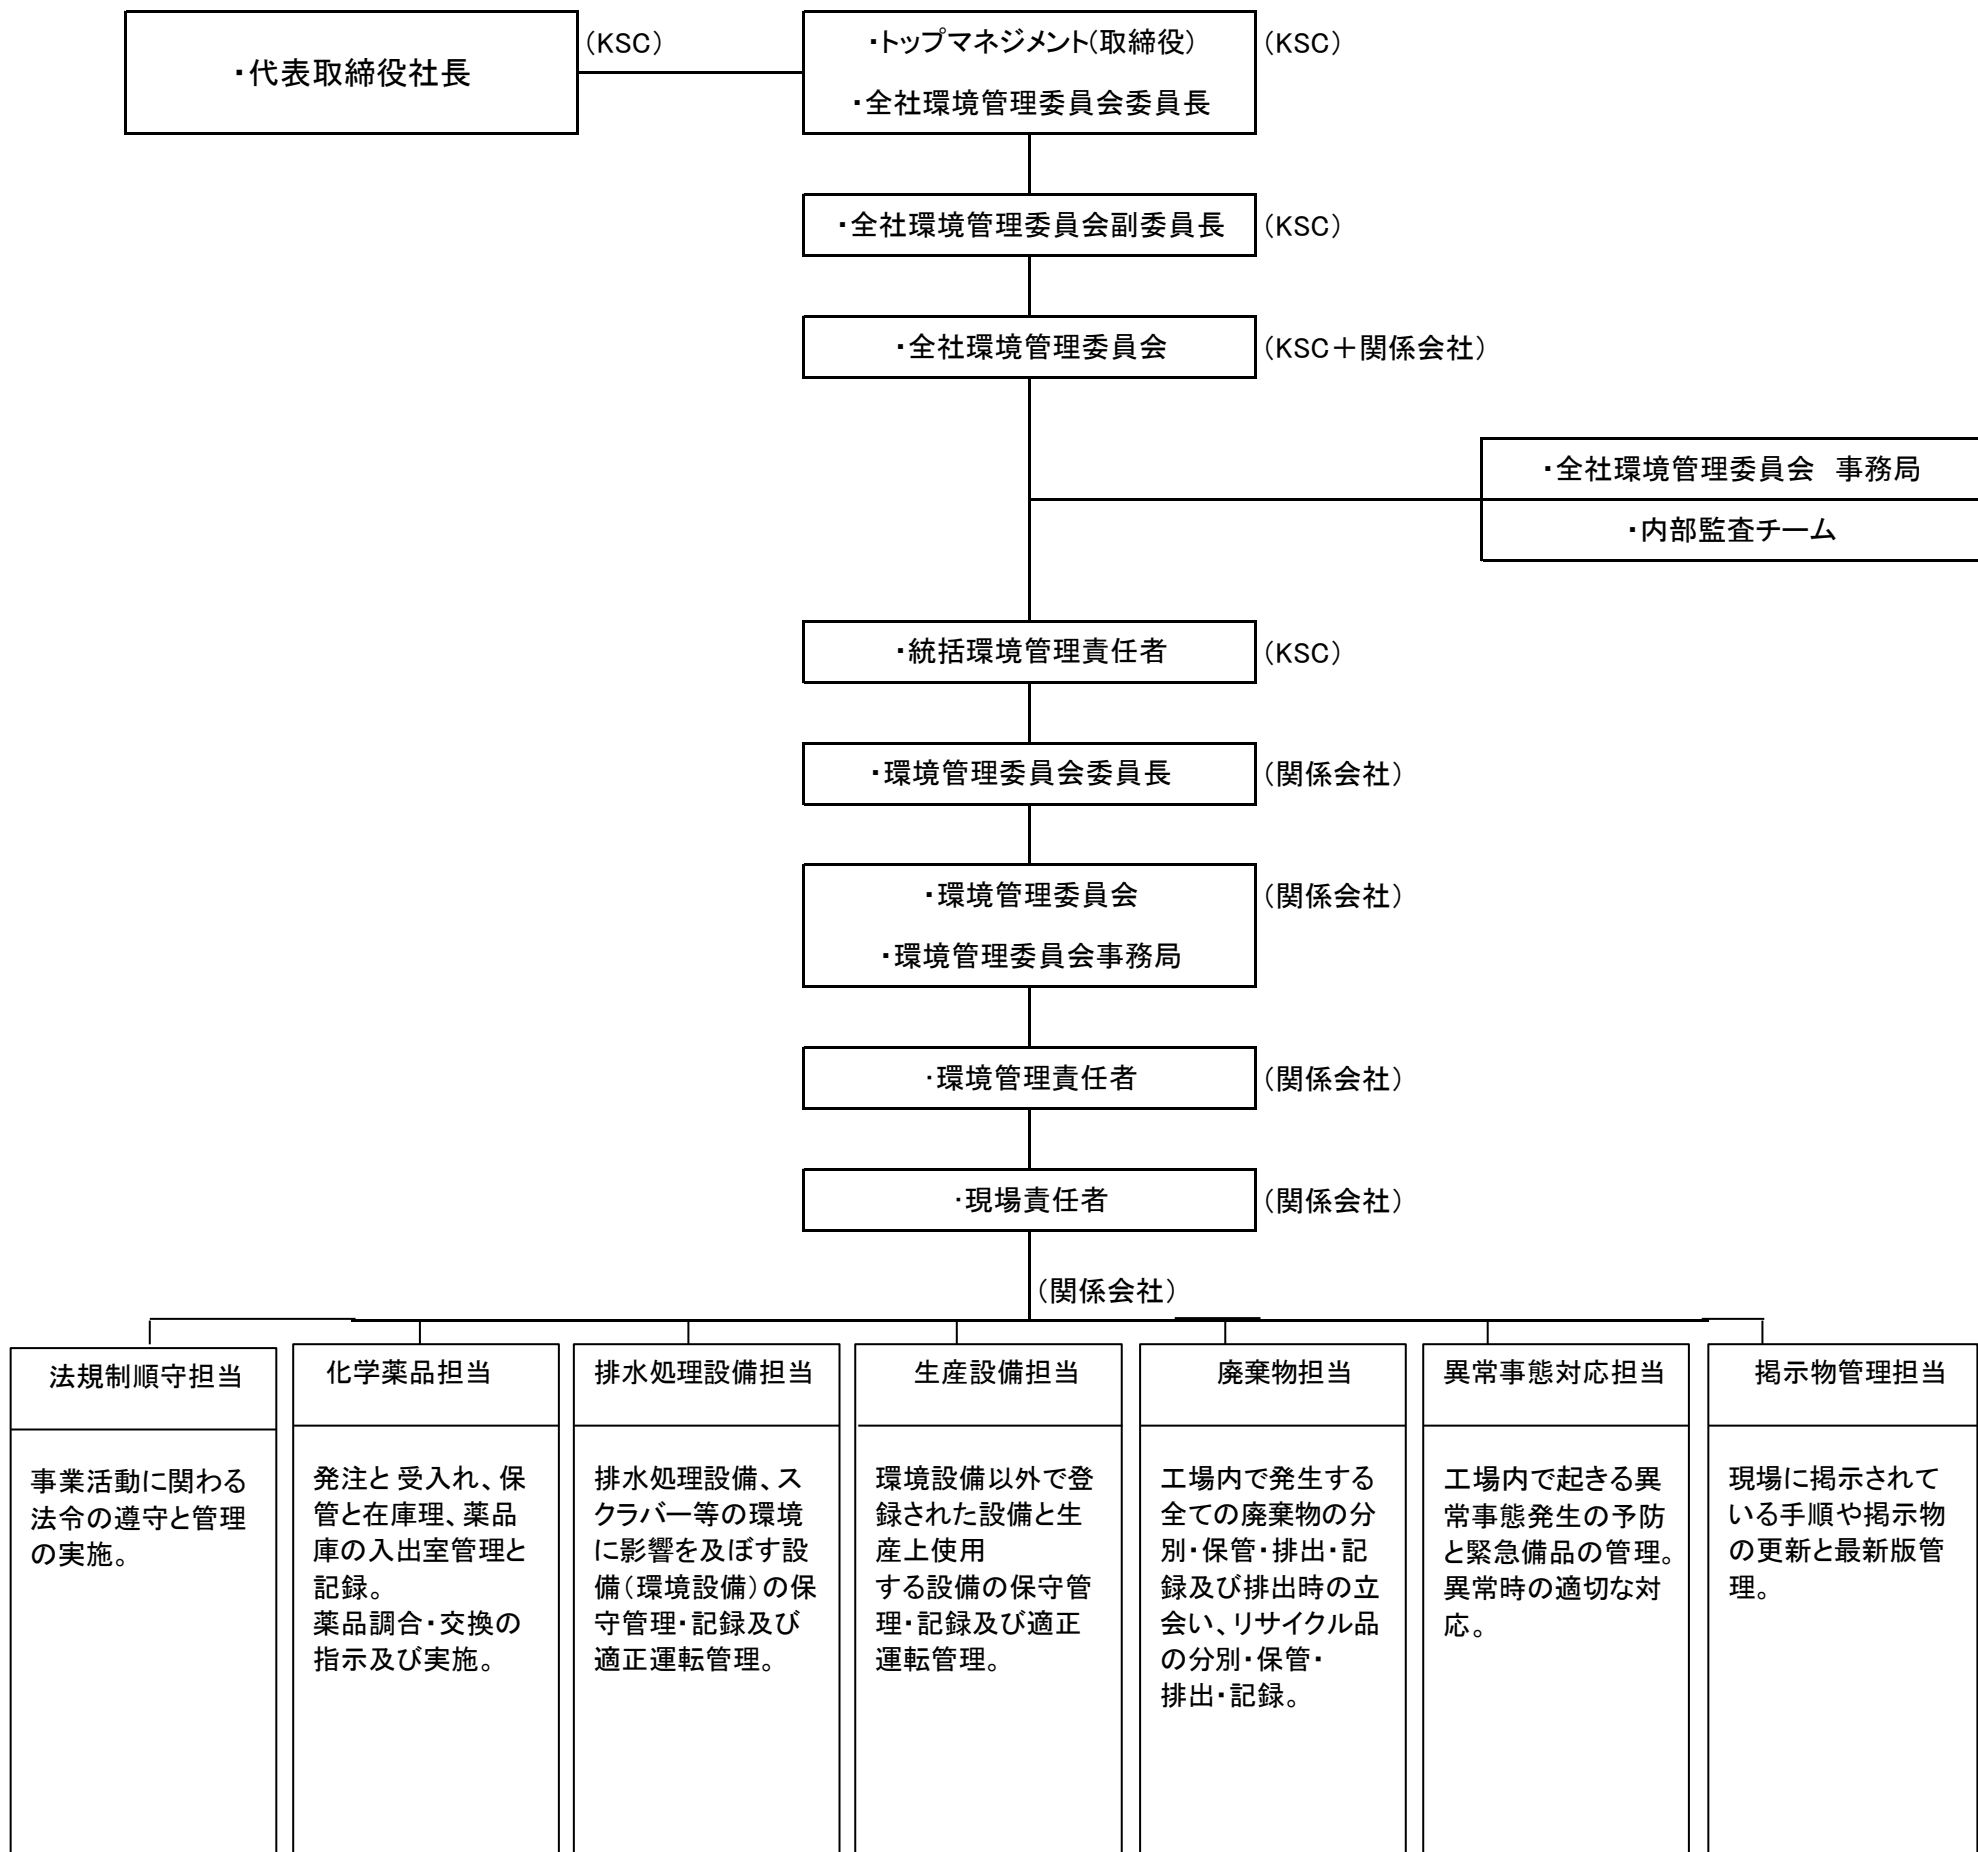 ・代表取締役社長
(KSC)
・トップマネジメント(取締役)
・全社環境管理委員会委員長
(KSC)
・全社環境管理委員会副委員長
(KSC)
・全社環境管理委員会
(KSC+関係会社)
・全社環境管理委員会　事務局
・内部監査チーム
・統括環境管理責任者
(KSC)
・環境管理委員会委員長
(関係会社)
・環境管理委員会
(関係会社)
・環境管理委員会事務局
・環境管理責任者
(関係会社)
・現場責任者
(関係会社)
(関係会社)
法規制順守担当
事業活動に関わる
法令の遵守と管理
の実施。
化学薬品担当
発注と 受入れ、保
管と在庫理、薬品
庫の入出室管理と
記録。
薬品調合・交換の
指示及び実施。
排水処理設備担当
排水処理設備、ス
クラバー等の環境
に影響を及ぼす設
備(環境設備)の保
守管理・記録及び
適正運転管理。
生産設備担当
環境設備以外で登
録された設備と生
産上使用
する設備の保守管
理・記録及び適正
運転管理。
廃棄物担当
工場内で発生する
全ての廃棄物の分
別・保管・排出・記
録及び排出時の立
会い、リサイクル品
の分別・保管・
排出・記録。
異常事態対応担当
工場内で起きる異
常事態発生の予防
と緊急備品の管理。
異常時の適切な対
応。
掲示物管理担当
現場に掲示されて
いる手順や掲示物
の更新と最新版管
理。